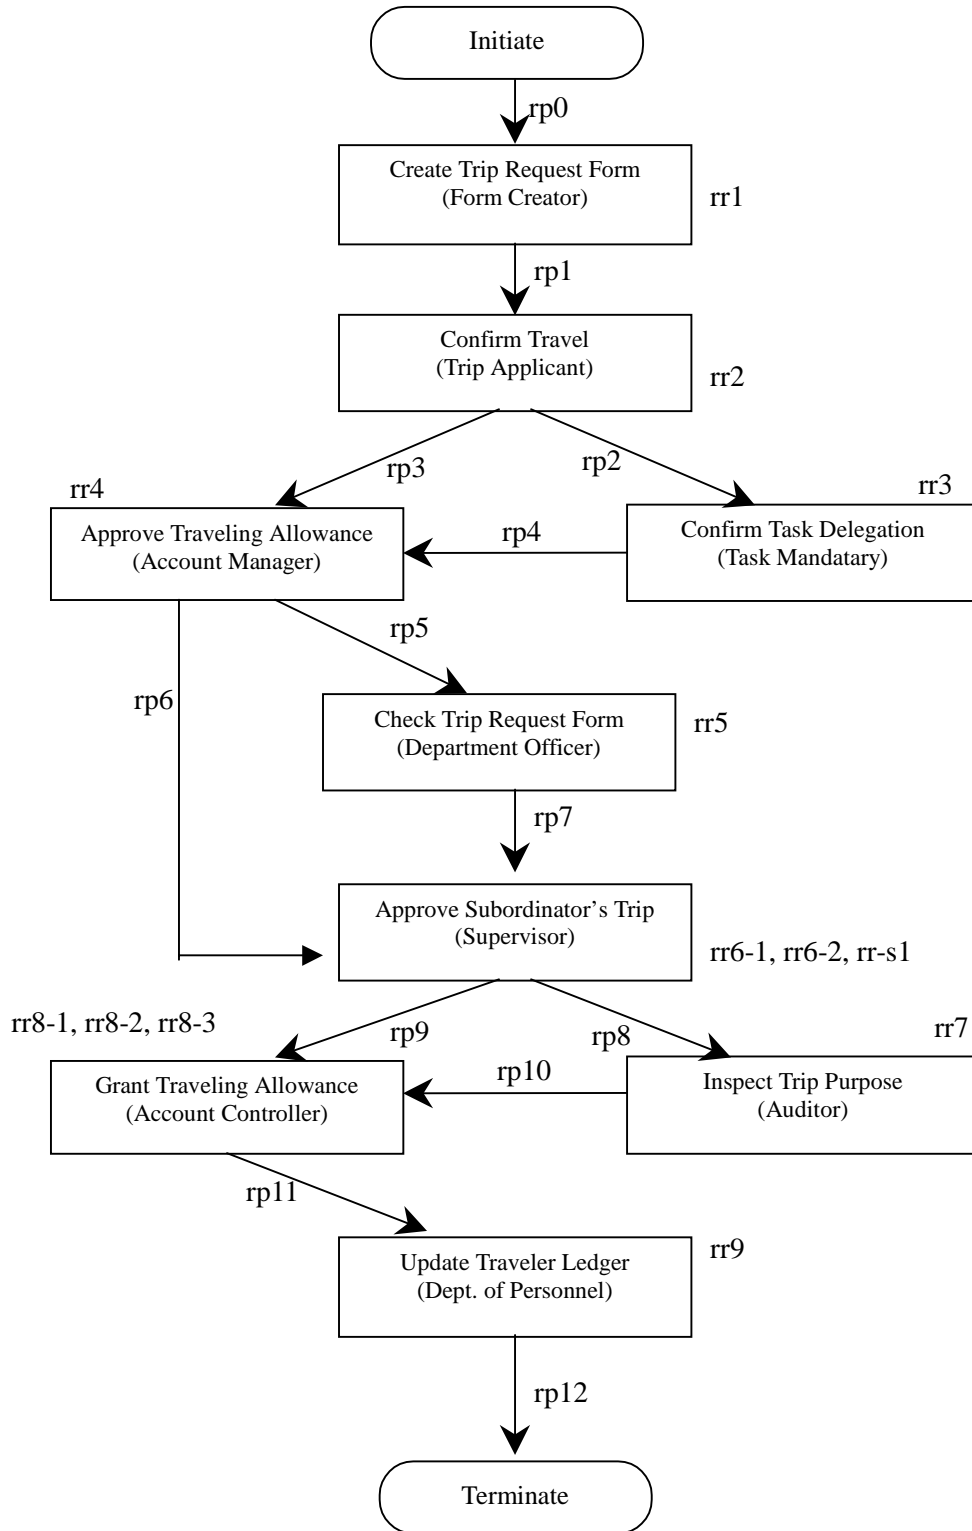 Initiate
rp0
Create Trip Request Form
(Form Creator)
rr1
rp1
Confirm Travel
(Trip Applicant)
rr2
rp3
rp2
rr4
rr3
Approve Traveling Allowance
(Account Manager)
rp4
Confirm Task Delegation
(Task Mandatary)
rp5
rp6
Check Trip Request Form
(Department Officer)
rr5
rp7
Approve Subordinator's Trip
(Supervisor)
rr6-1, rr6-2, rr-s1
rr8-1, rr8-2, rr8-3
rp9
rp8
rr7
Grant Traveling Allowance
(Account Controller)
rp10
Inspect Trip Purpose
(Auditor)
rp11
Update Traveler Ledger
(Dept. of Personnel)
rr9
rp12
Terminate